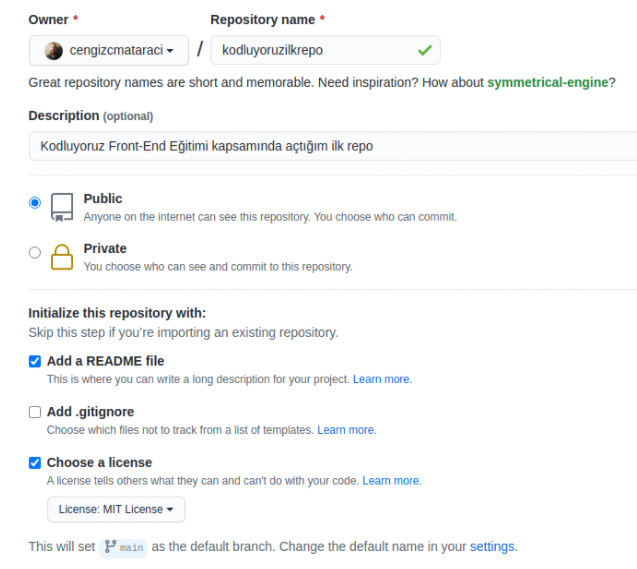 Owner * Repository name *
cengizcmataraci / kodluyoruzilkrepo
Great repository names are short and memorable. Need inspiration? How about symmetrical-engine?
Description (optional)
Kodluyoruz Front-End Eğitimi kapsamında açtığım ilk repo
Public
Anyone on the internet can see this repository. You choose who can commit.
Private
You choose who can see and commit to this repository.
Initialize this repository with:
Skip this step if you're importing an existing repository.
Add a README file
This is where you can write a long description for your project. Learn more.
Add .gitignore
Choose which files not to track from a list of templates. Learn more.
Choose a license
A license tells others what they can and can't do with your code. Learn more.
License: MIT License
This will set main as the default branch. Change the default name in your settings.